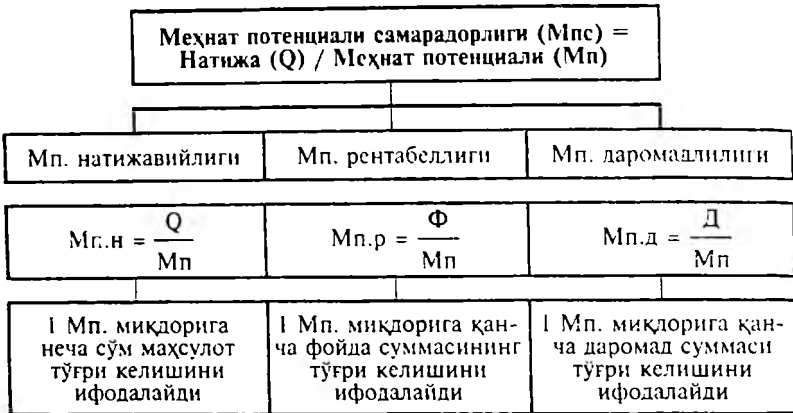 Меҳнат потенциали самарадорлиги (Мпс) =
Натижа (Q) / Меҳнат потенциали (Мп)
Мп. натижавийлиги
Мп. рентабеллиги
Мп. даромадлилиги
Мп.н = Q / Мп
Мп.р = Ф / Мп
Мп.д = Д / Мп
1 Мп. миқдорига
неча сўм маҳсулот
тўғри келишини
ифодалайди
1 Мп. миқдорига қан-
ча фойда суммасининг
тўғри келишини
ифодалайди
1 Мп. миқдорига қан-
ча даромад суммаси
тўғри келишини
ифодалайди